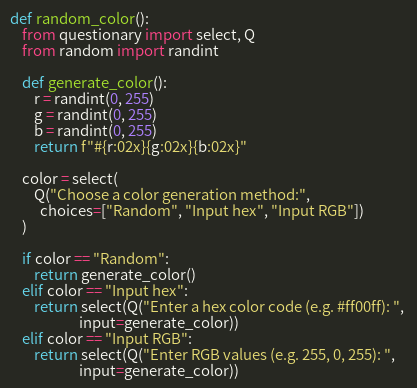 def random_color():
    from questionary import select, Q
    from random import randint

    def generate_color():
        r = randint(0, 255)
        g = randint(0, 255)
        b = randint(0, 255)
        return f"#{r:02x}{g:02x}{b:02x}"

    color = select(
        Q("Choose a color generation method:",
          choices=["Random", "Input hex", "Input RGB"])
    )

    if color == "Random":
        return generate_color()
    elif color == "Input hex":
        return select(Q("Enter a hex color code (e.g. #ff00ff): ",
                    input=generate_color))
    elif color == "Input RGB":
        return select(Q("Enter RGB values (e.g. 255, 0, 255): ",
                    input=generate_color))